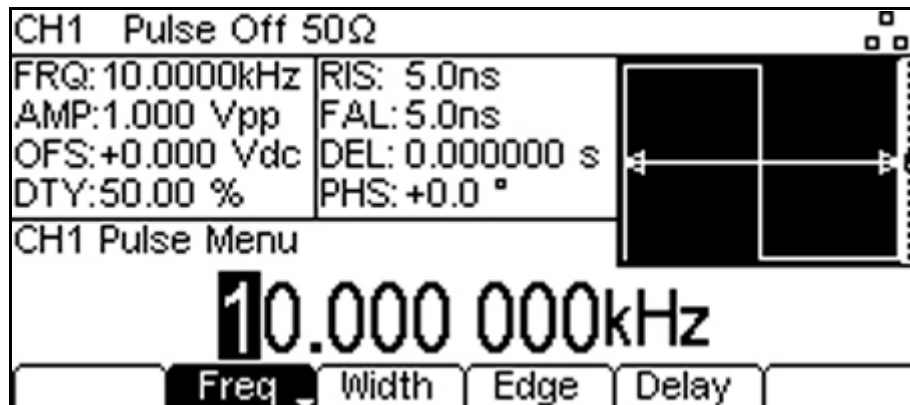 CH1 Pulse Off 50Ω
FRQ:10.0000kHz
AMP:1.000 Vpp
OFS:+0.000 Vdc
DTY:50.00 %
RIS: 5.0ns
FAL:5.0ns
DEL: 0.000000 s
PHS:+0.0 °
CH1 Pulse Menu
10.000 000kHz
Freq Width Edge Delay